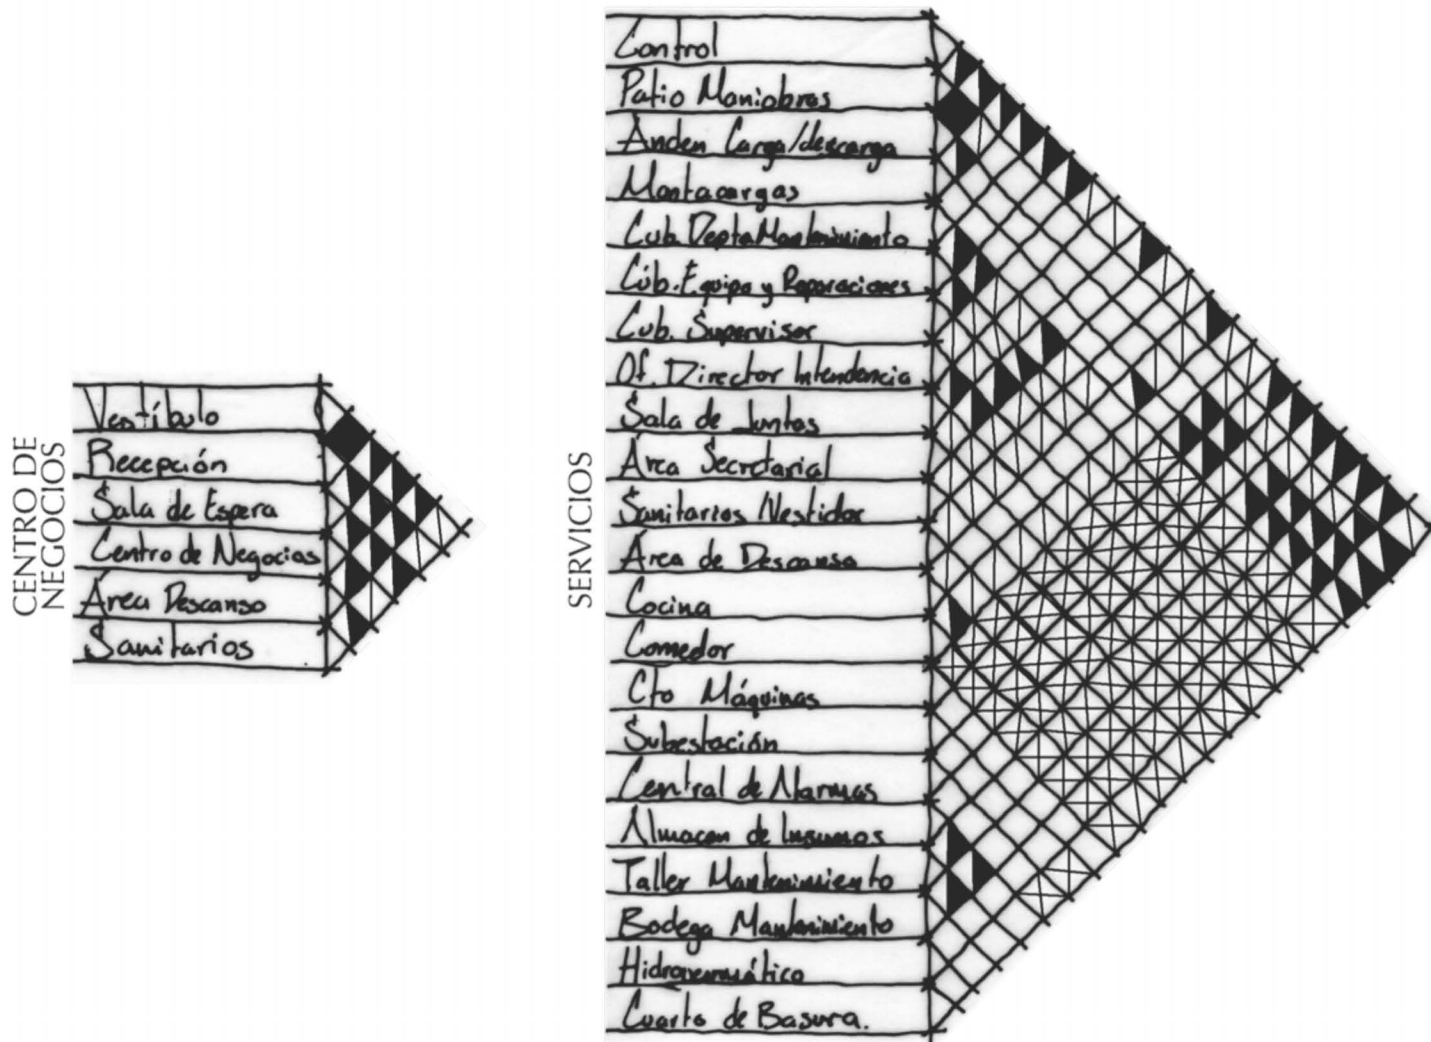 CENTRO DE
NEGOCIOS
Vestíbulo
Recepción
Sala de Espera
Centro de Negocios
Área Descanso
Sanitarios
SERVICIOS
Control
Patio Maniobras
Anden Carga/descarga
Montacargas
Cub. Depto Mantenimiento
Cúb. Equipo y Reparaciones
Cub. Supervisor
Of. Director Intendencia
Sala de Juntas
Área Secretarial
Sanitarios/Vestidor
Área de Descanso
Cocina
Comedor
Cto Máquinas
Subestación
Central de Alarmas
Almacen de Insumos
Taller Mantenimiento
Bodega Mantenimiento
Hidroneumático
Cuarto de Basura.